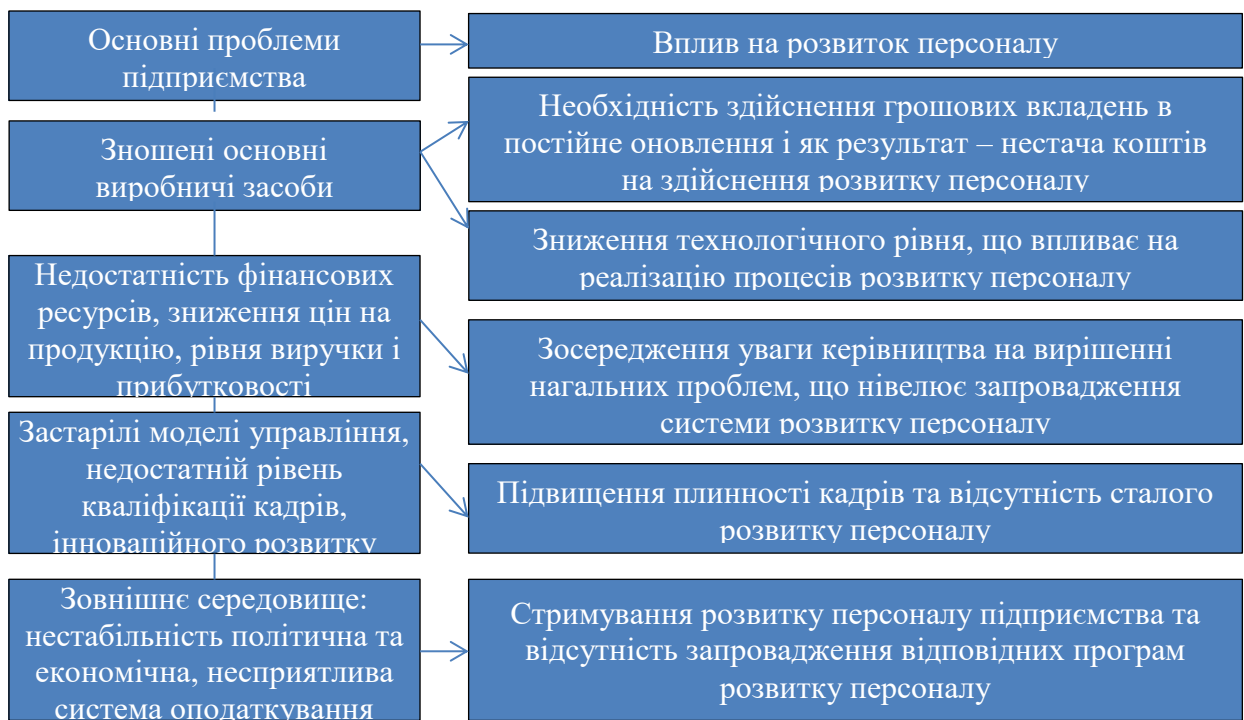 Основні проблеми
підприємства
Вплив на розвиток персоналу
Зношені основні
виробничі засоби
Необхідність здійснення грошових вкладень в
постійне оновлення і як результат – нестача коштів
на здійснення розвитку персоналу
Зниження технологічного рівня, що впливає на
реалізацію процесів розвитку персоналу
Недостатність фінансових
ресурсів, зниження цін на
продукцію, рівня виручки і
прибутковості
Зосередження уваги керівництва на вирішенні
нагальних проблем, що нівелює запровадження
системи розвитку персоналу
Застарілі моделі управління,
недостатній рівень
кваліфікації кадрів,
інноваційного розвитку
Підвищення плинності кадрів та відсутність сталого
розвитку персоналу
Зовнішнє середовище:
нестабільність політична та
економічна, несприятлива
система оподаткування
Стримування розвитку персоналу підприємства та
відсутність запровадження відповідних програм
розвитку персоналу